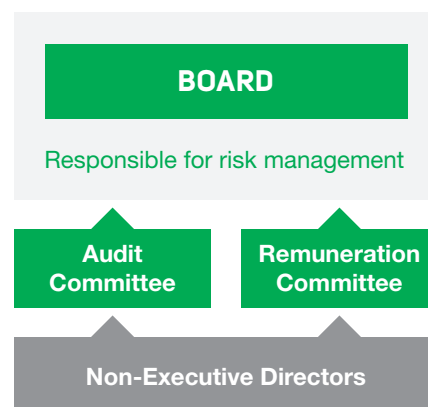 BOARD
Responsible for risk management
Audit
Committee
Remuneration
Committee
Non-Executive Directors